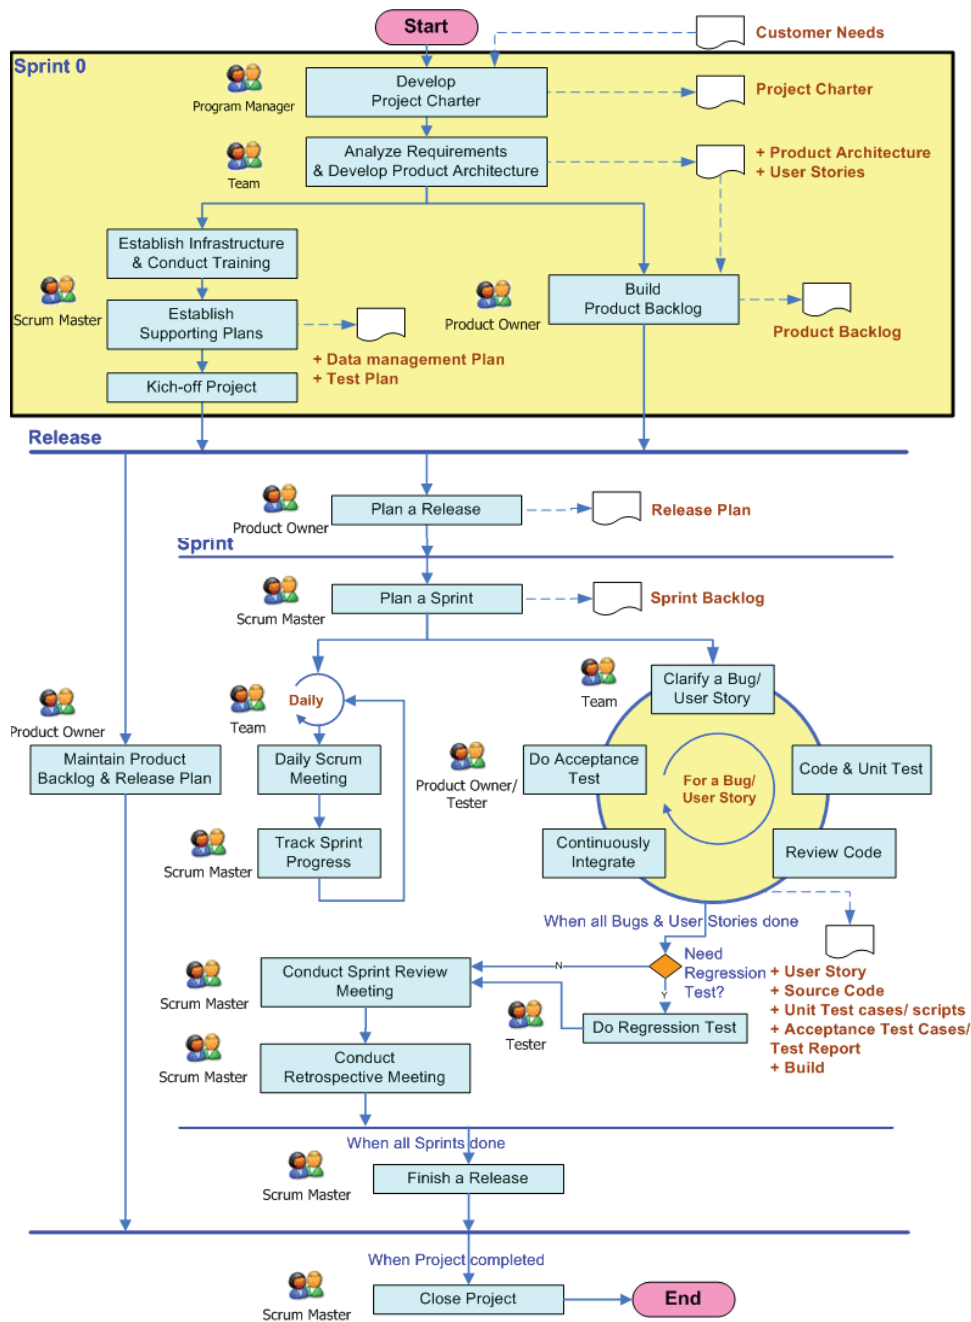 Start
Customer Needs
Sprint 0
Program Manager
Develop
Project Charter
Project Charter
Team
Analyze Requirements
& Develop Product Architecture
+ Product Architecture
+ User Stories
Establish Infrastructure
& Conduct Training
Scrum Master
Establish
Supporting Plans
+ Data management Plan
+ Test Plan
Kich-off Project
Product Owner
Build
Product Backlog
Product Backlog
Release
Product Owner
Plan a Release
Release Plan
Sprint
Scrum Master
Plan a Sprint
Sprint Backlog
Product Owner
Maintain Product
Backlog & Release Plan
Team
Daily
Daily Scrum
Meeting
Scrum Master
Track Sprint
Progress
Team
Clarify a Bug/
User Story
Product Owner/
Tester
Do Acceptance
Test
For a Bug/
User Story
Code & Unit Test
Continuously
Integrate
Review Code
When all Bugs & User Stories done
Need
Regression
Test?
N
Y
+ User Story
+ Source Code
+ Unit Test cases/ scripts
+ Acceptance Test Cases/
Test Report
+ Build
Tester
Do Regression Test
Scrum Master
Conduct Sprint Review
Meeting
Scrum Master
Conduct
Retrospective Meeting
When all Sprints done
Scrum Master
Finish a Release
When Project completed
Scrum Master
Close Project
End